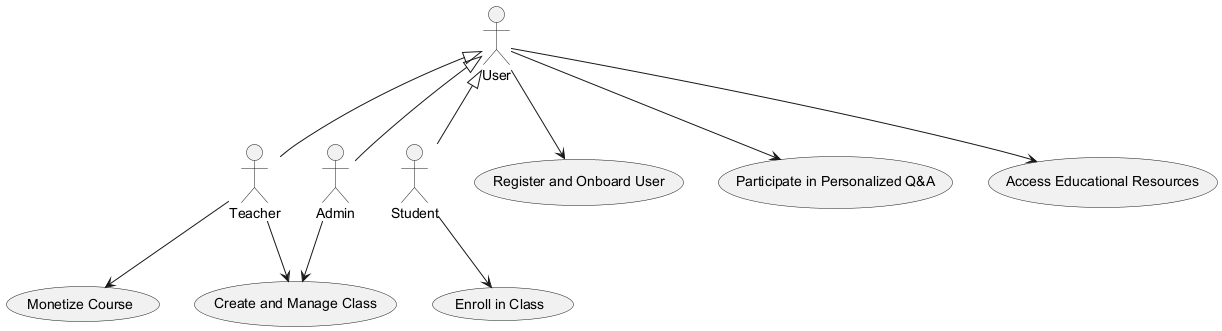 User
Teacher
Admin
Student
Register and Onboard User
Participate in Personalized Q&A
Access Educational Resources
Monetize Course
Create and Manage Class
Enroll in Class